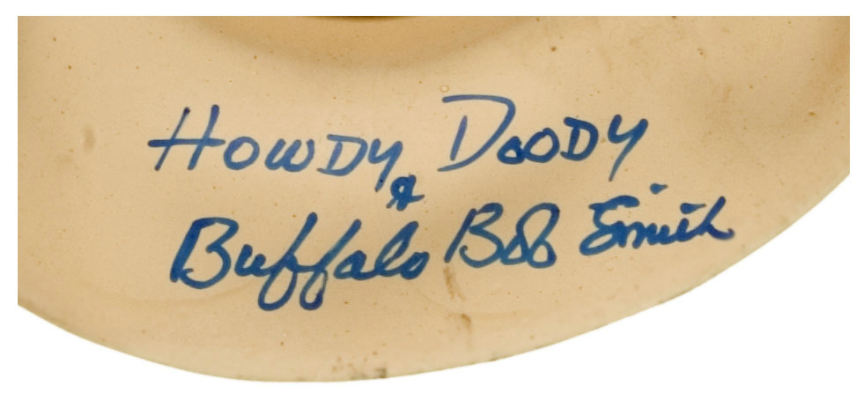 HOWDY DOODY
&
Buffalo Bob Smith